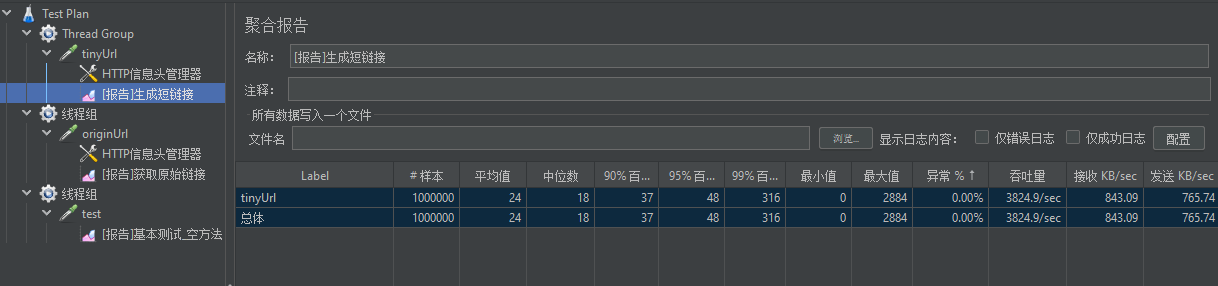 Test Plan
Thread Group
tinyUrl
HTTP信息头管理器
[报告]生成短链接
线程组
originUrl
HTTP信息头管理器
[报告]获取原始链接
线程组
test
[报告]基本测试_空方法
聚合报告
名称： [报告]生成短链接
注释：
所有数据写入一个文件
文件名 浏览... 显示日志内容： 仅错误日志 仅成功日志 配置
Label # 样本 平均值 中位数 90% 百... 95% 百... 99% 百... 最小值 最大值 异常 % ↑ 吞吐量 接收 KB/sec 发送 KB/sec
tinyUrl 1000000 24 18 37 48 316 0 2884 0.00% 3824.9/sec 843.09 765.74
总体 1000000 24 18 37 48 316 0 2884 0.00% 3824.9/sec 843.09 765.74